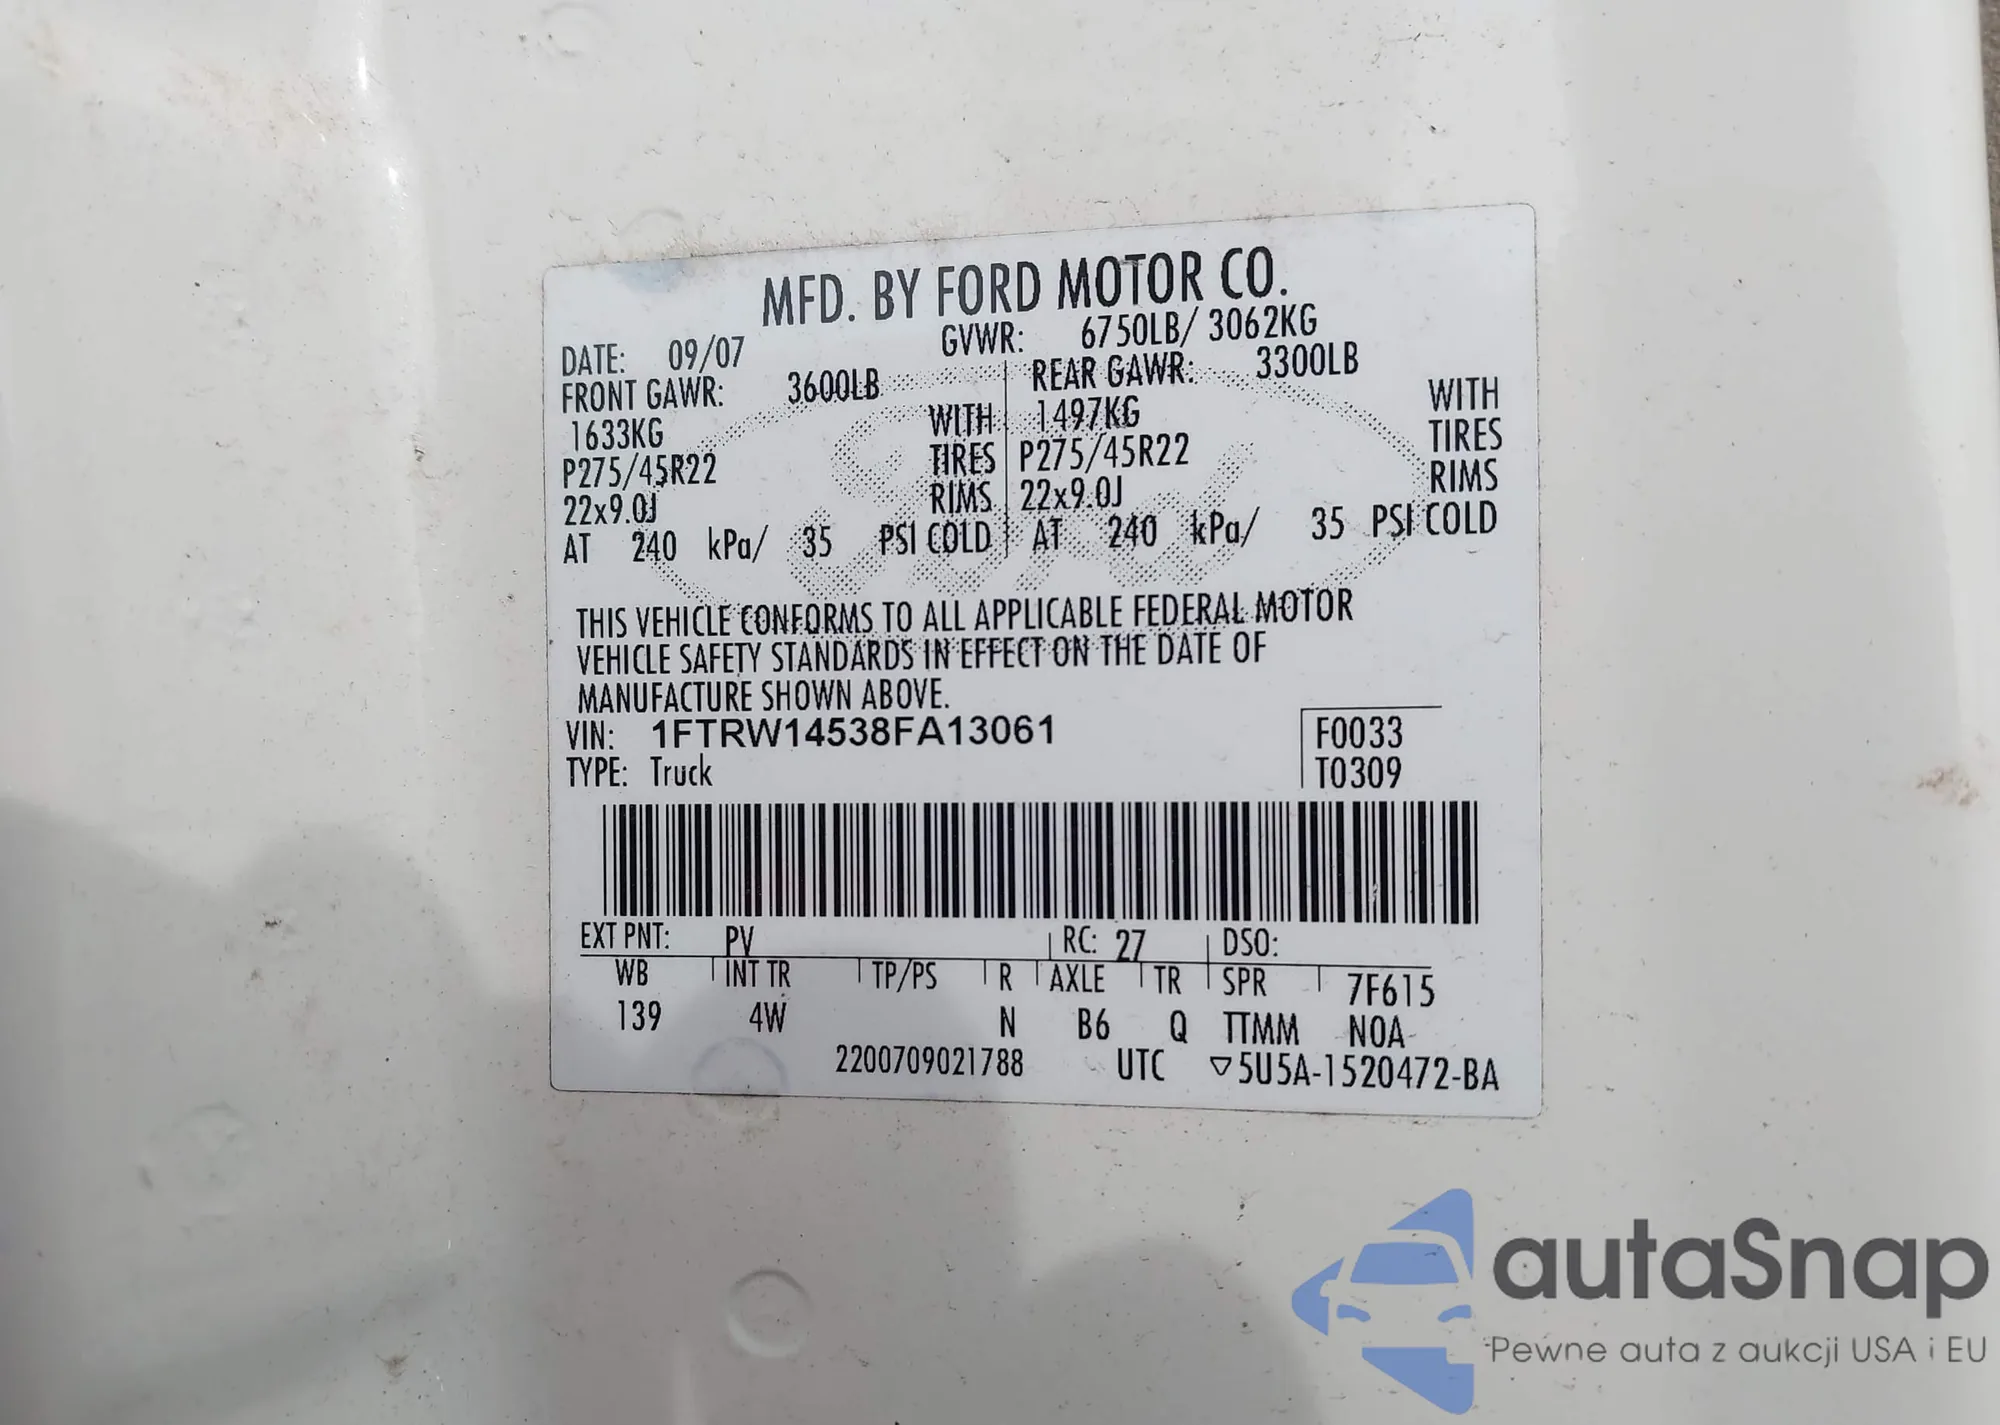 MFD. BY FORD MOTOR CO.
DATE: 09/07 GVWR: 6750LB/ 3062KG
FRONT GAWR: 3600LB REAR GAWR: 3300LB
1633KG WITH 1497KG WITH
P275/45R22 TIRES P275/45R22 TIRES
22x9.0J RIMS 22x9.0J RIMS
AT 240 kPa/ 35 PSI COLD AT 240 kPa/ 35 PSI COLD
THIS VEHICLE CONFORMS TO ALL APPLICABLE FEDERAL MOTOR
VEHICLE SAFETY STANDARDS IN EFFECT ON THE DATE OF
MANUFACTURE SHOWN ABOVE.
VIN: 1FTRW14538FA13061 F0033
TYPE: Truck T0309
EXT PNT: PV RC: 27 DSO:
WB INT TR TP/PS R AXLE TR SPR 7F615
139 4W N B6 Q TTMM NOA
2200709021788 UTC ▽5U5A-1520472-BA
autaSnap
Pewne auta z aukcji USA i EU